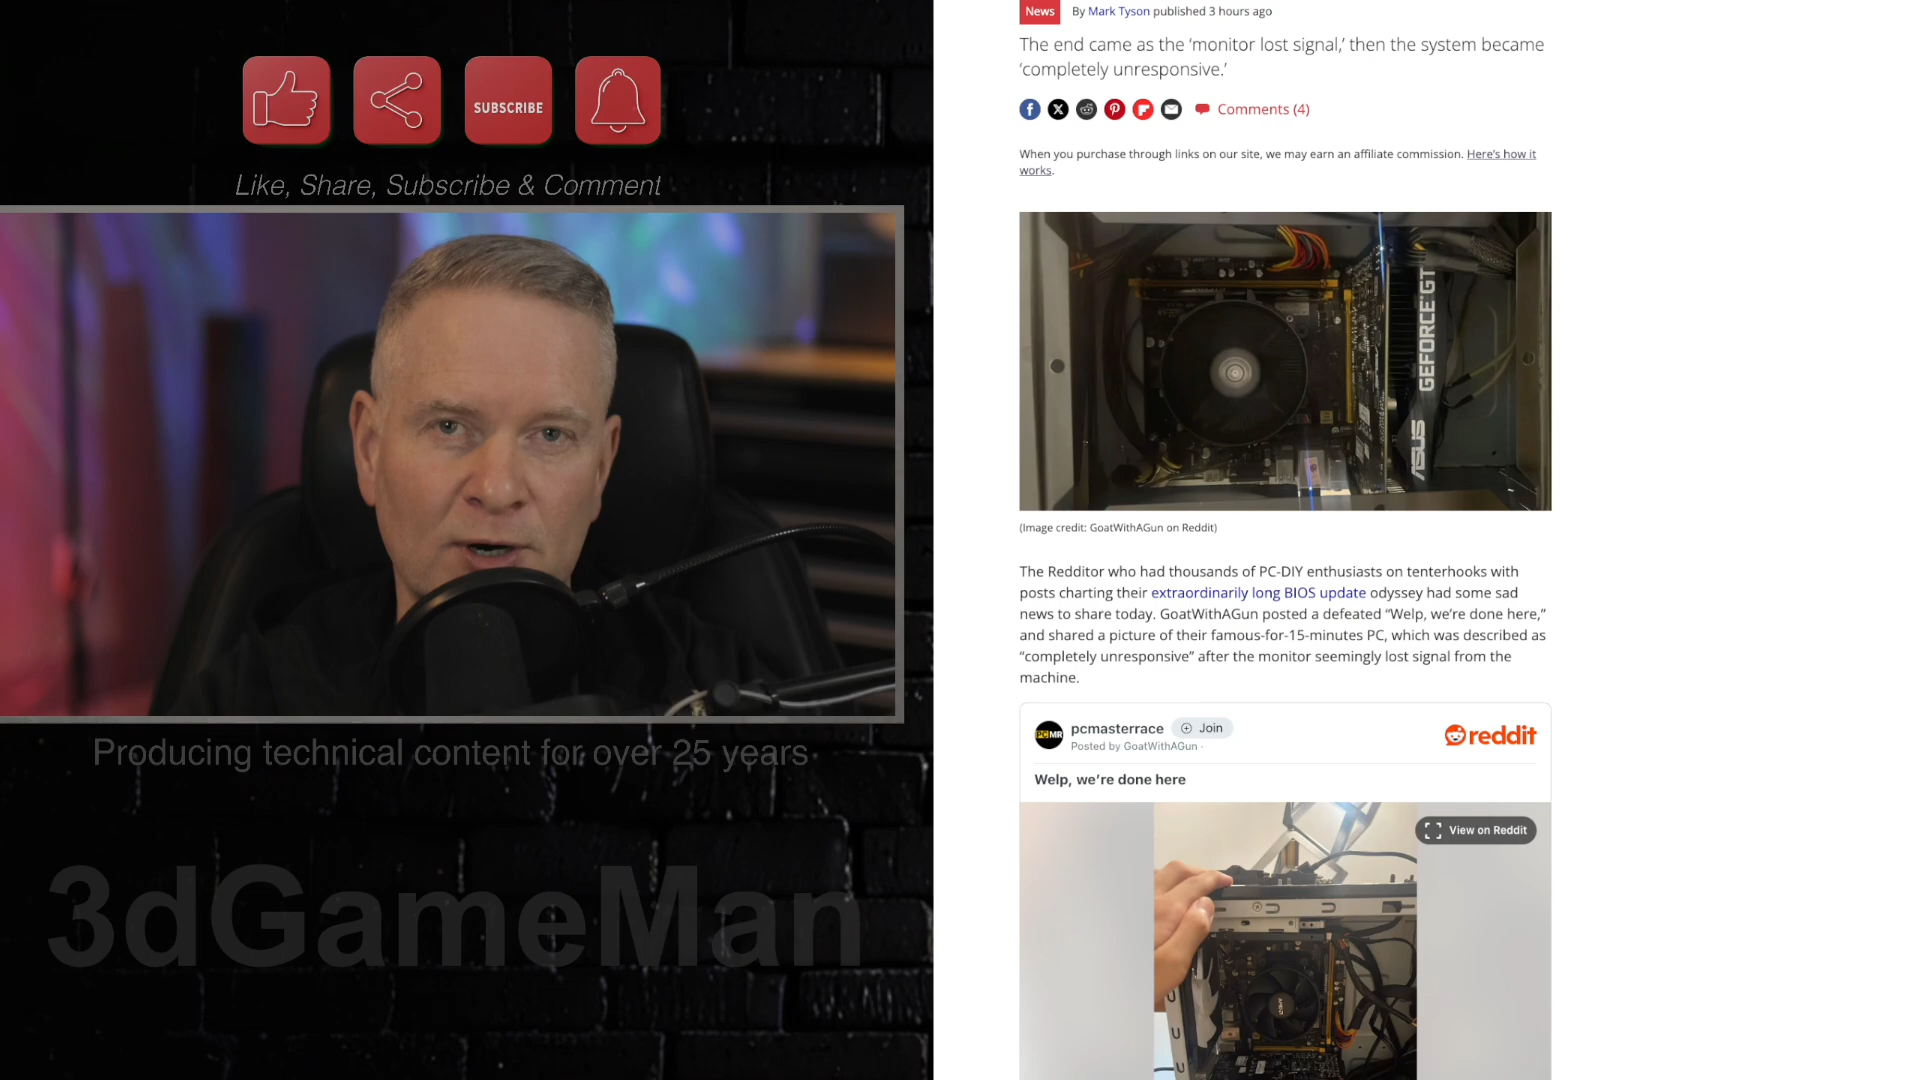 SUBSCRIBE
Like, Share, Subscribe & Comment
Producing technical content for over 25 years
3dGameMan
News By Mark Tyson published 3 hours ago
The end came as the ‘monitor lost signal,’ then the system became
‘completely unresponsive.’
Comments (4)
When you purchase through links on our site, we may earn an affiliate commission. Here’s how it
works.
GEFORCE GT
ASUS
(Image credit: GoatWithAGun on Reddit)
The Redditor who had thousands of PC-DIY enthusiasts on tenterhooks with
posts charting their extraordinarily long BIOS update odyssey had some sad
news to share today. GoatWithAGun posted a defeated “Welp, we’re done here,”
and shared a picture of their famous-for-15-minutes PC, which was described as
“completely unresponsive” after the monitor seemingly lost signal from the
machine.
PCMR
pcmasterrace Join
Posted by GoatWithAGun ·
reddit
Welp, we’re done here
View on Reddit
AMD